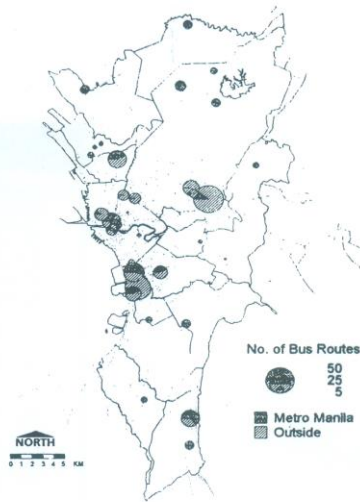 No. of Bus Routes
50
25
5
Metro Manila
Outside
NORTH
0 1 2 3 4 5 KM